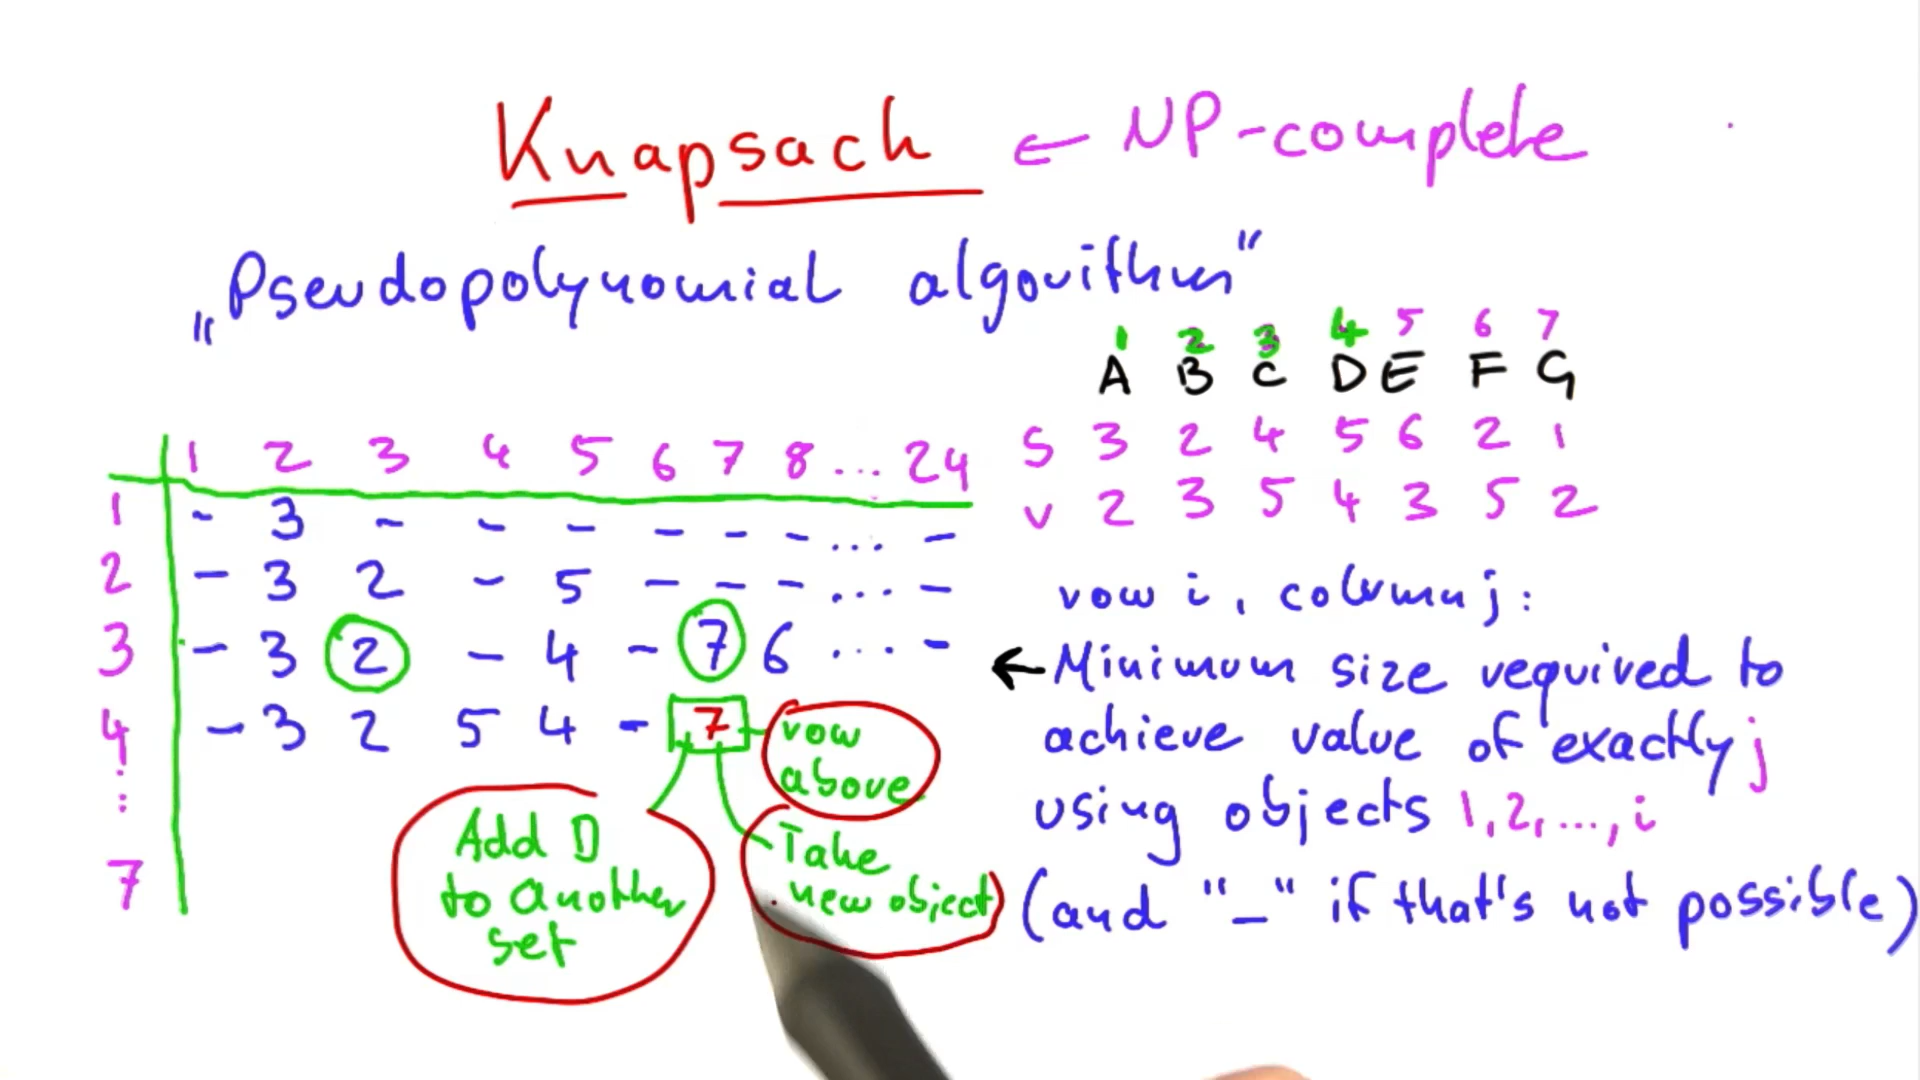 Knapsack ← NP-complete
„Pseudopolynomial algorithm“
1 2 3 4 5 6 7
A B C D E F G
S 3 2 4 5 6 2 1
V 2 3 5 4 3 5 2
1 2 3 4 5 6 7 8 ... 24
1 - 3 - - - - - - ... -
2 - 3 2 - 5 - - - ... -
3 - 3 2 - 4 - 7 6 ... -
4 - 3 2 5 4 - 7
:
7
row above
Take new object
Add D
to another
set
row i, column j:
← Minimum size required to
achieve value of exactly j
using objects 1, 2, ..., i
(and "_" if that's not possible)